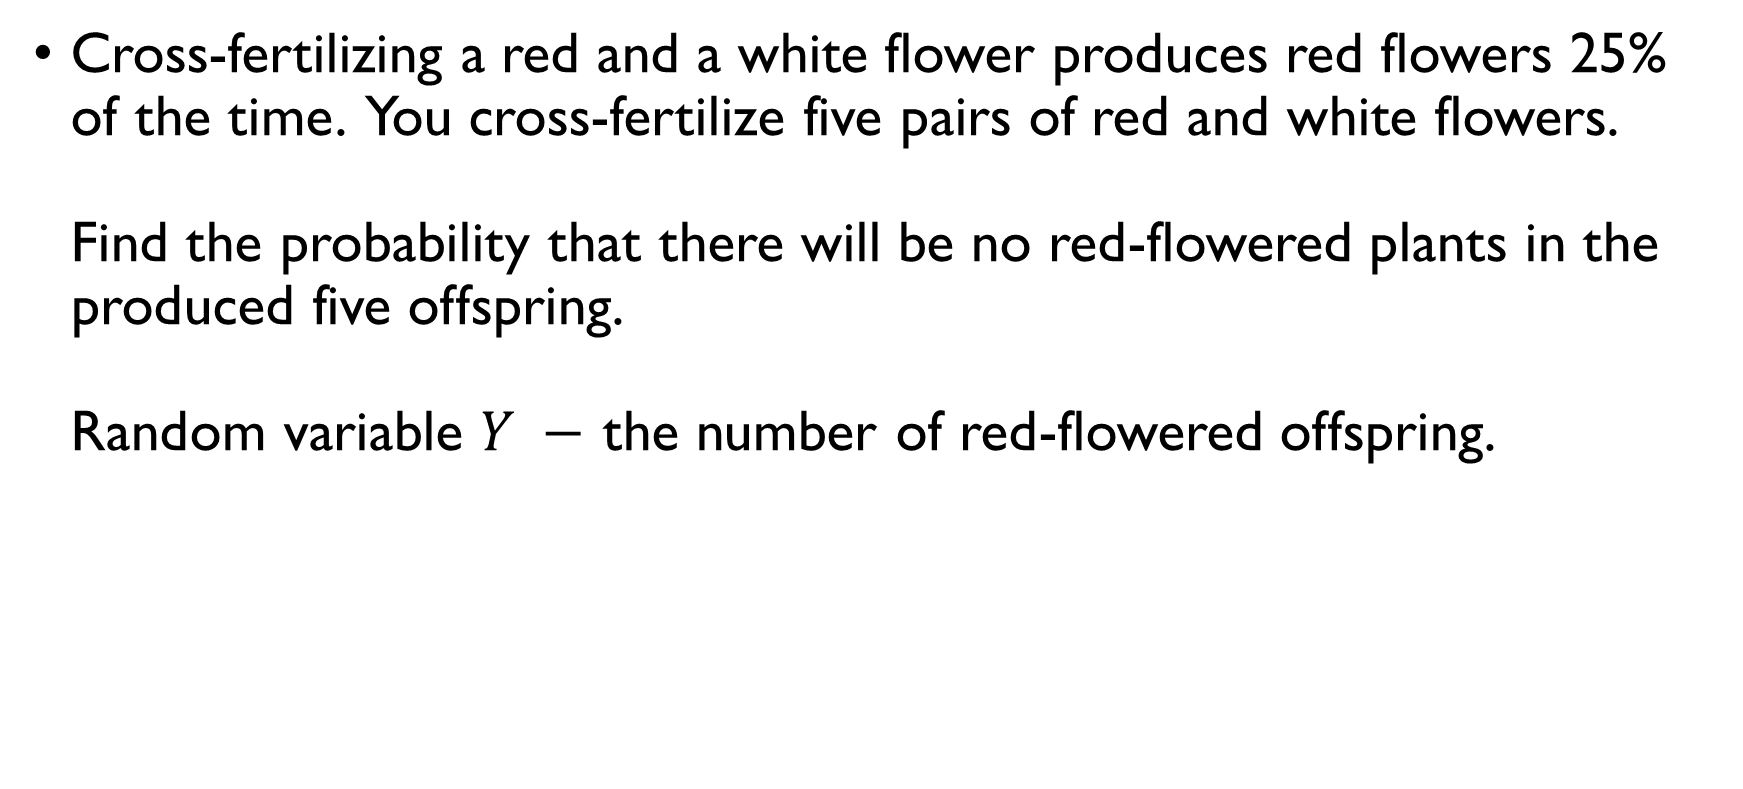 • Cross-fertilizing a red and a white flower produces red flowers 25%
of the time. You cross-fertilize five pairs of red and white flowers.
Find the probability that there will be no red-flowered plants in the
produced five offspring.
Random variable Y − the number of red-flowered offspring.